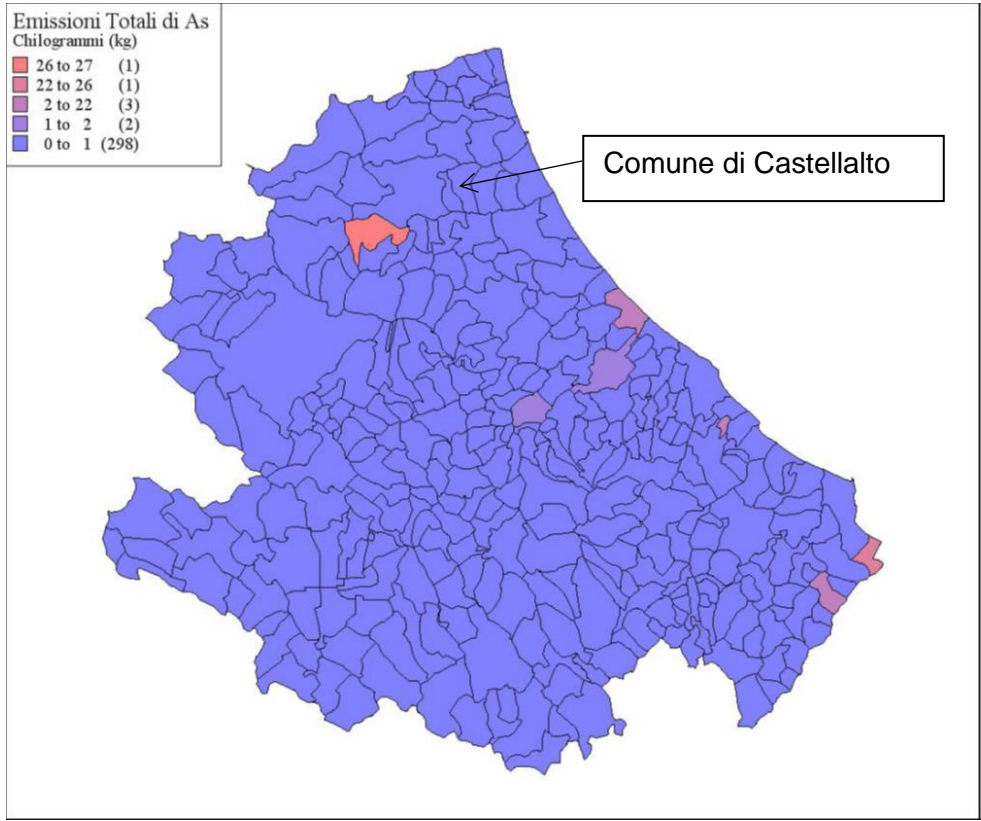 Emissioni Totali di As
Chilogrammi (kg)
26 to 27 (1)
22 to 26 (1)
2 to 22 (3)
1 to 2 (2)
0 to 1 (298)
Comune di Castellalto